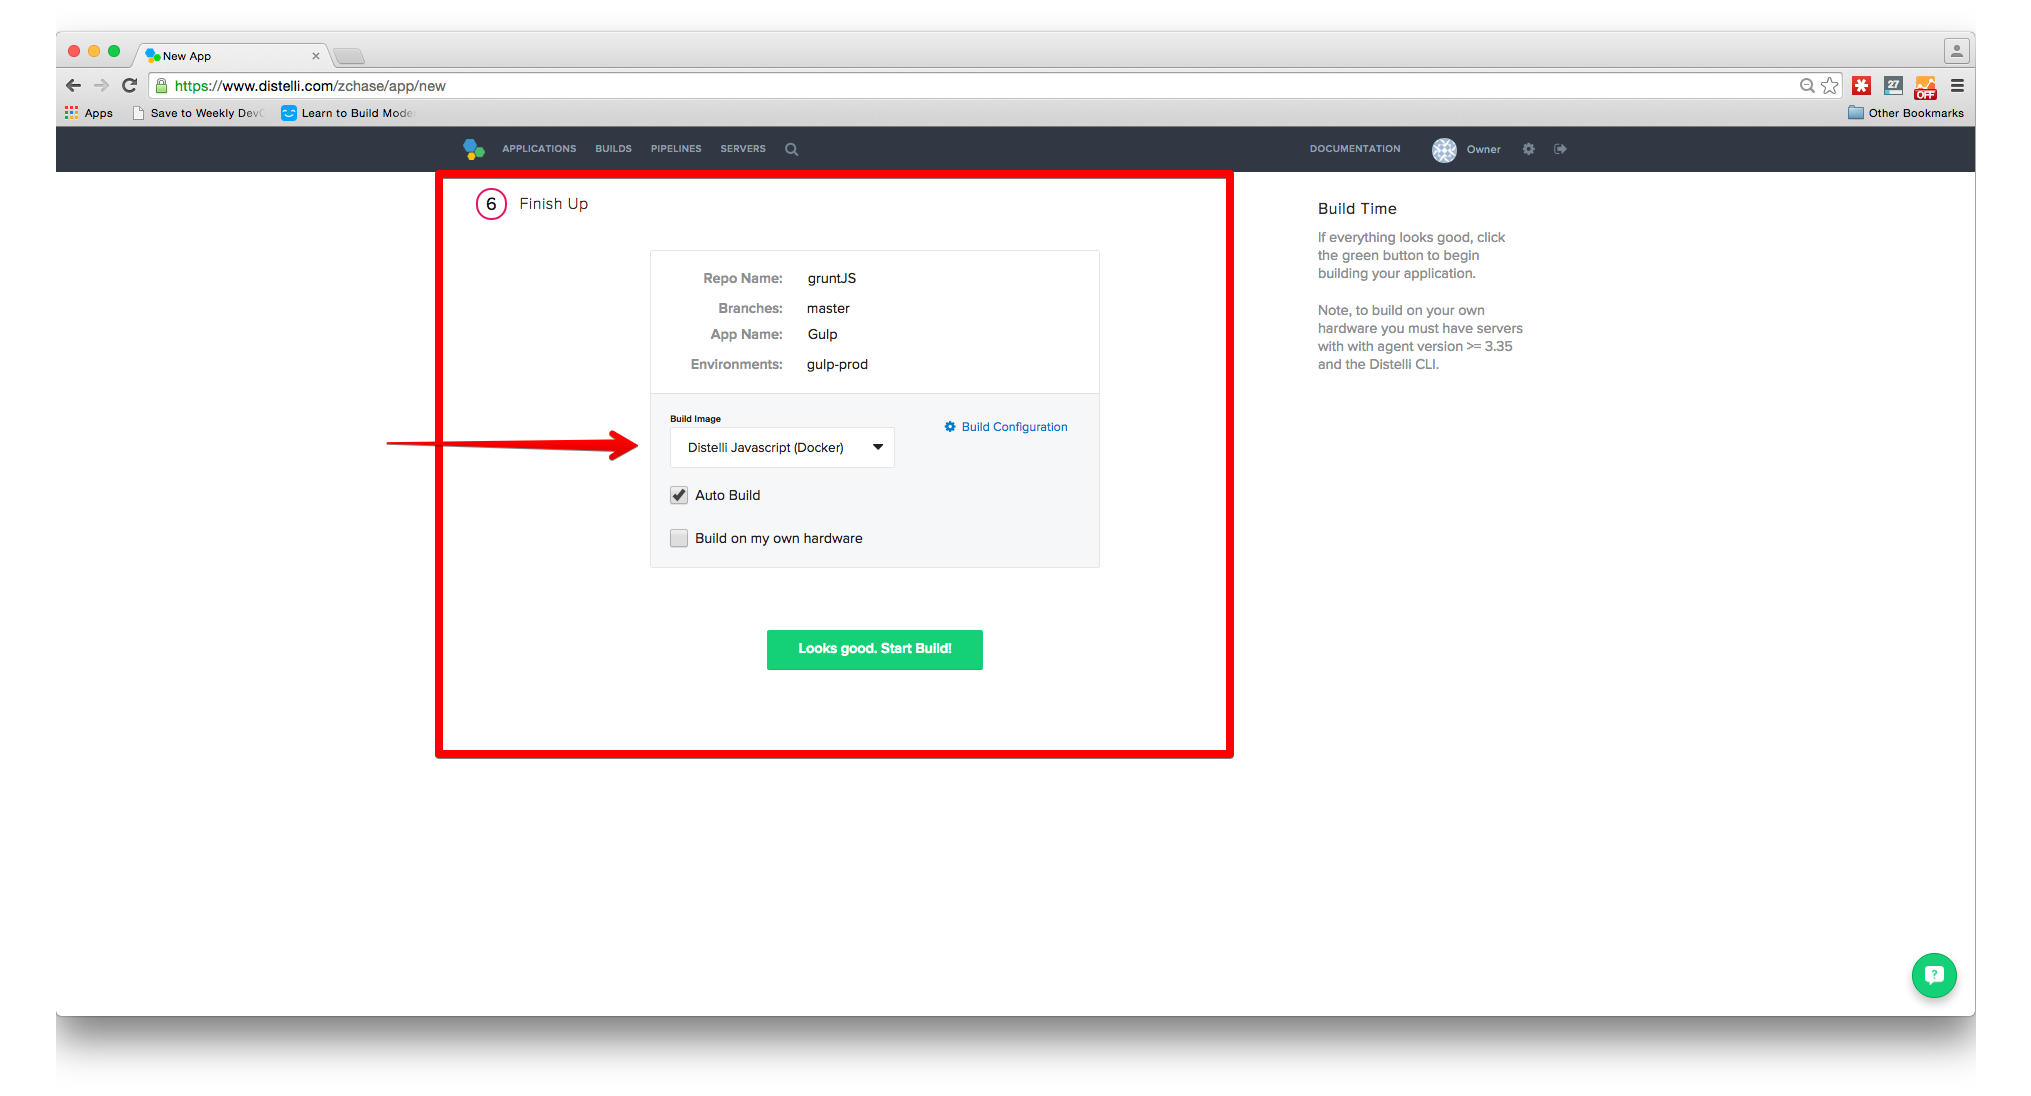 New App
https://www.distelli.com/zchase/app/new
27
OFF
Apps
Save to Weekly Dev
Learn to Build Mode
Other Bookmarks
APPLICATIONS BUILDS PIPELINES SERVERS
DOCUMENTATION
Owner
6 Finish Up
Repo Name: gruntJS
Branches: master
App Name: Gulp
Environments: gulp-prod
Build Image
Distelli Javascript (Docker)
Build Configuration
Auto Build
Build on my own hardware
Looks good. Start Build!
Build Time
If everything looks good, click
the green button to begin
building your application.
Note, to build on your own
hardware you must have servers
with with agent version >= 3.35
and the Distelli CLI.
?